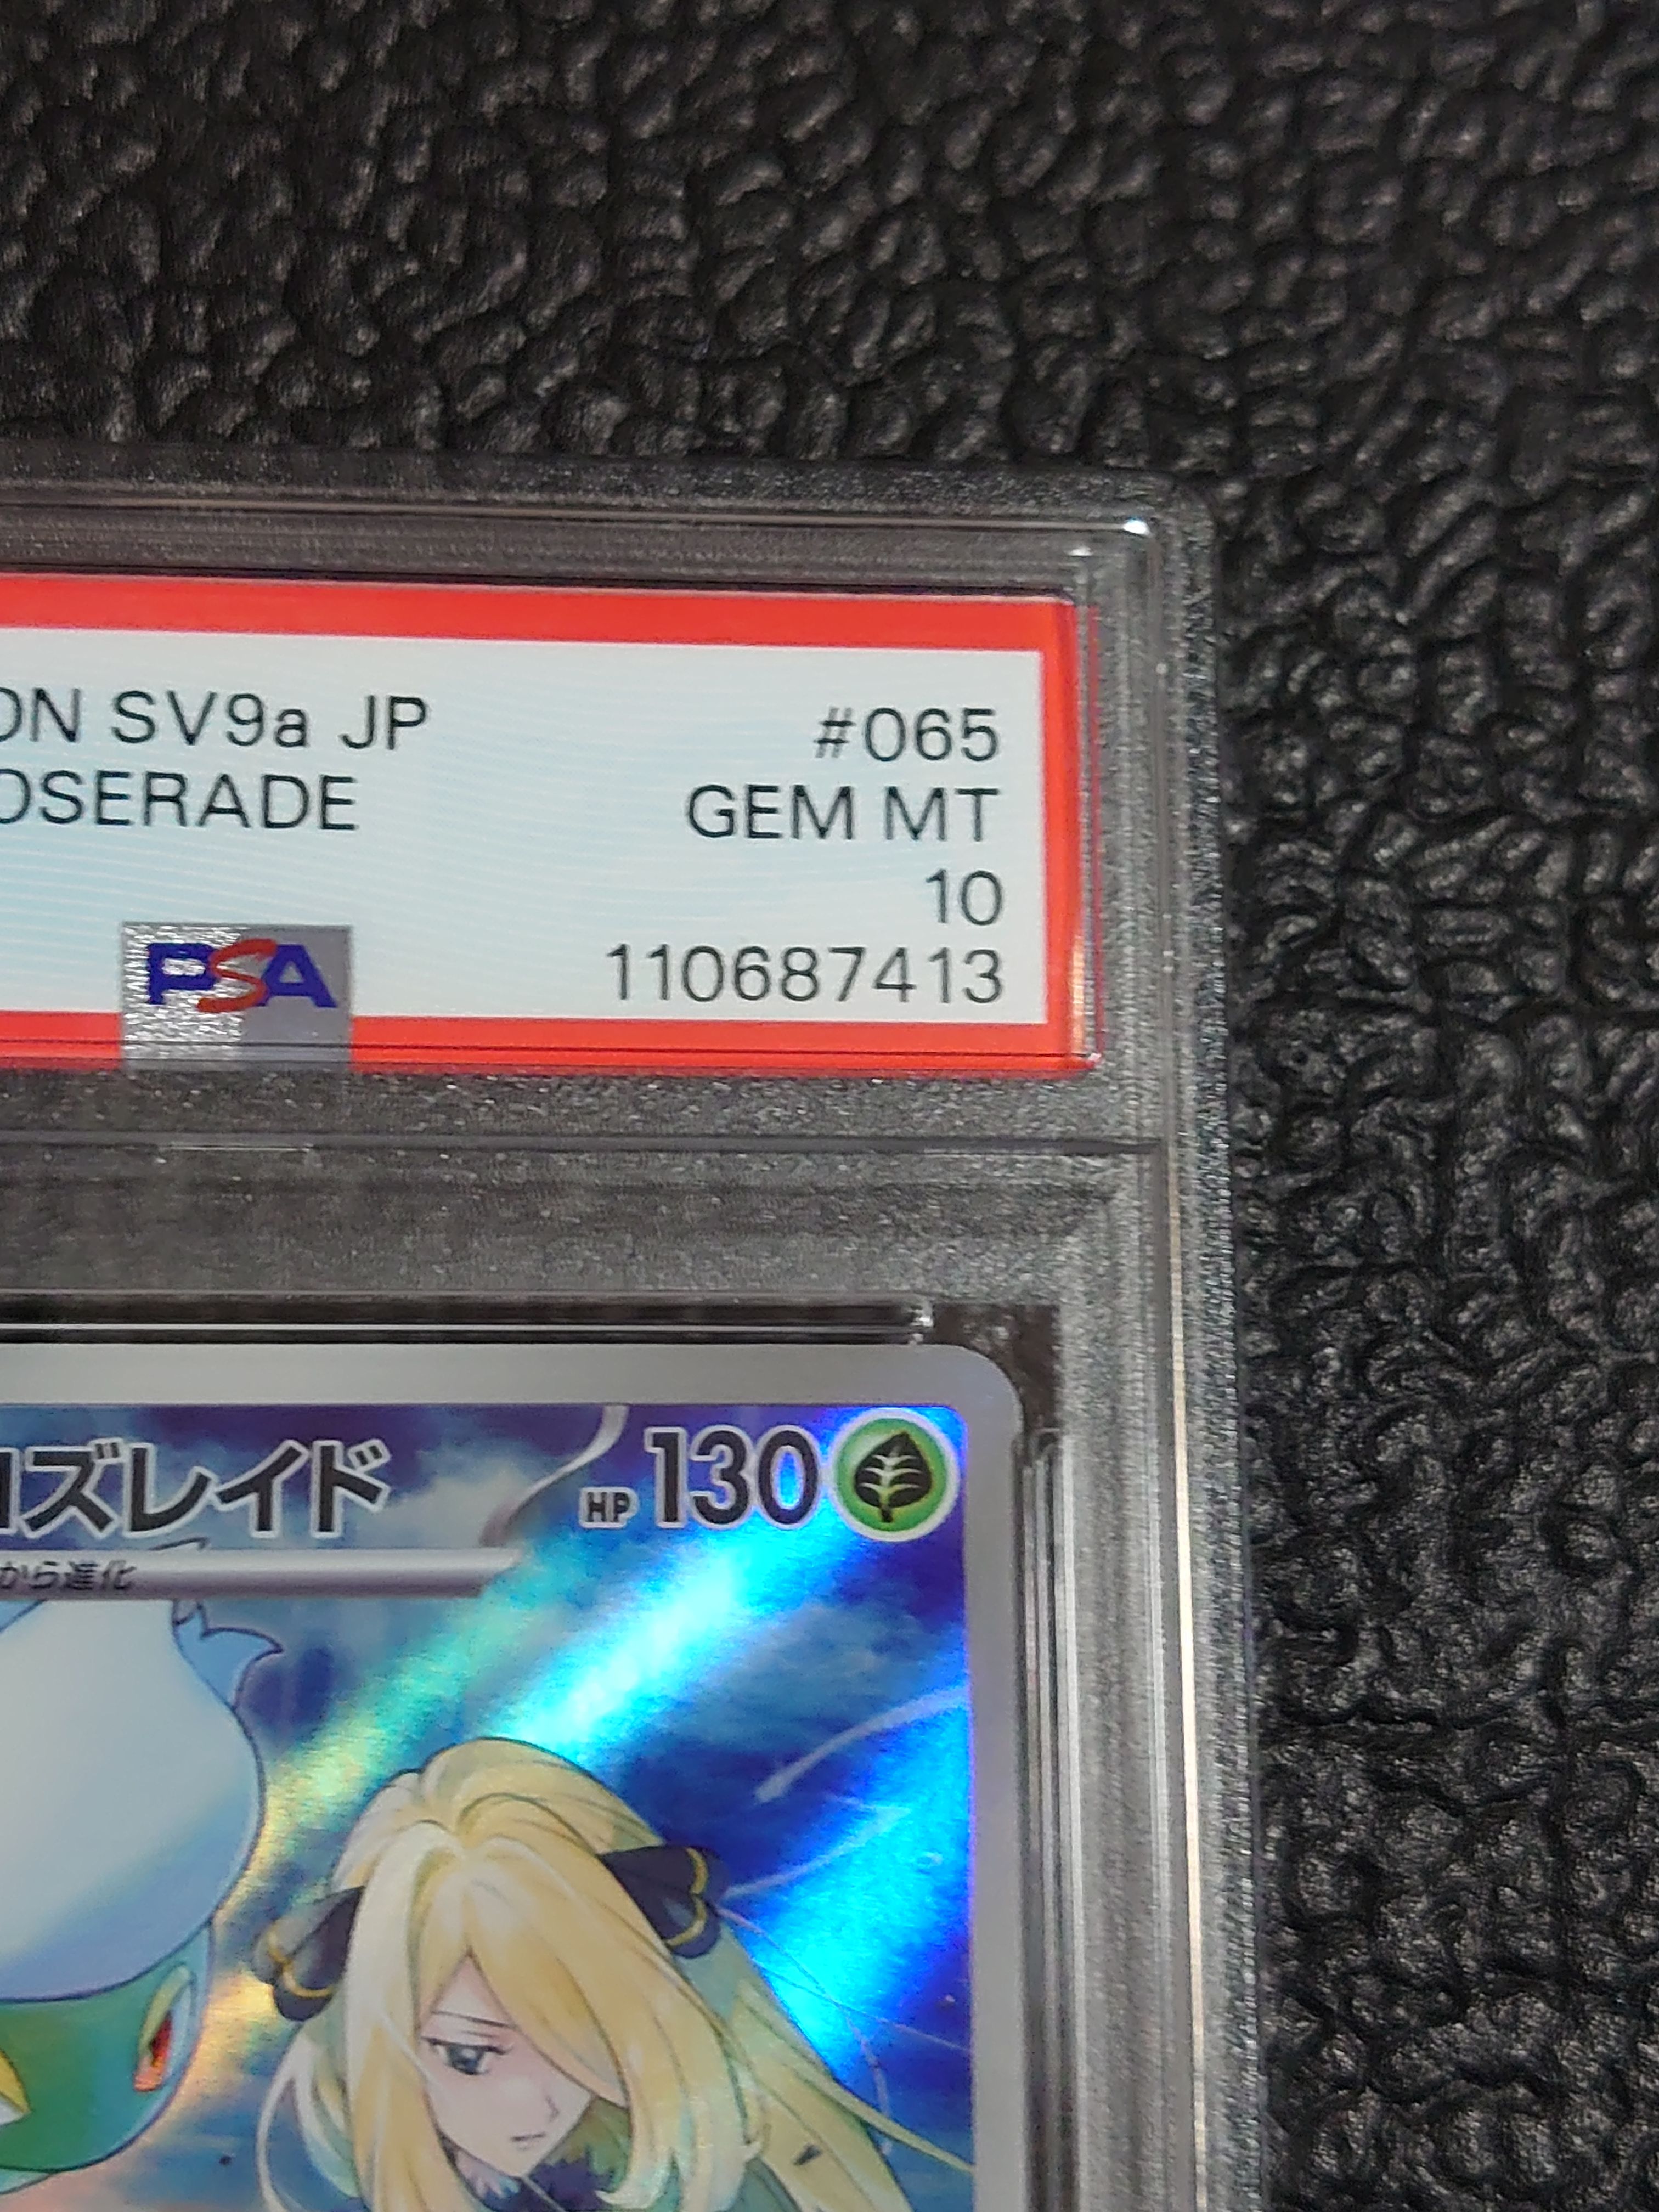 ON SV9a JP #065
OSERADE GEM MT
10
PSA 110687413
ロズレイド HP 130
から進化